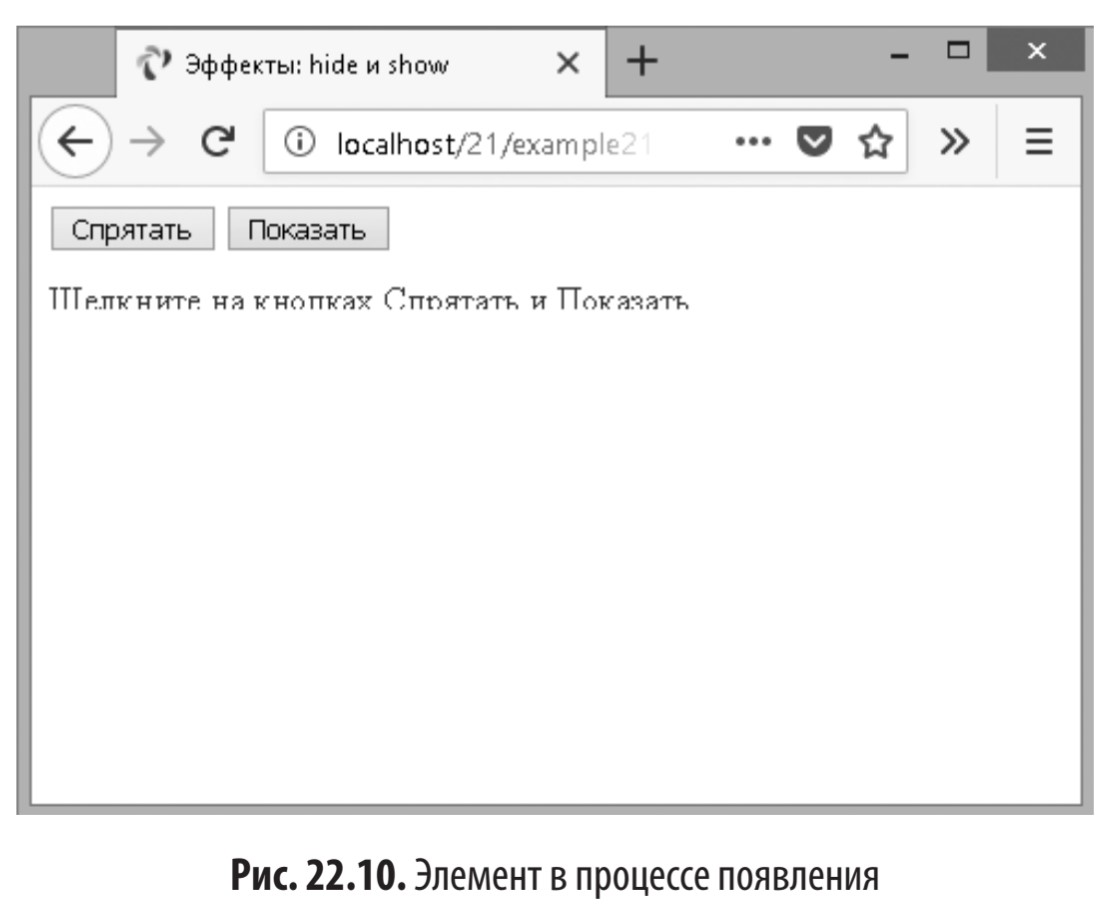 Эффекты: hide и show
localhost/21/example21
Спрятать Показать
Щелкните на кнопках Спрятать и Показать
Рис. 22.10. Элемент в процессе появления